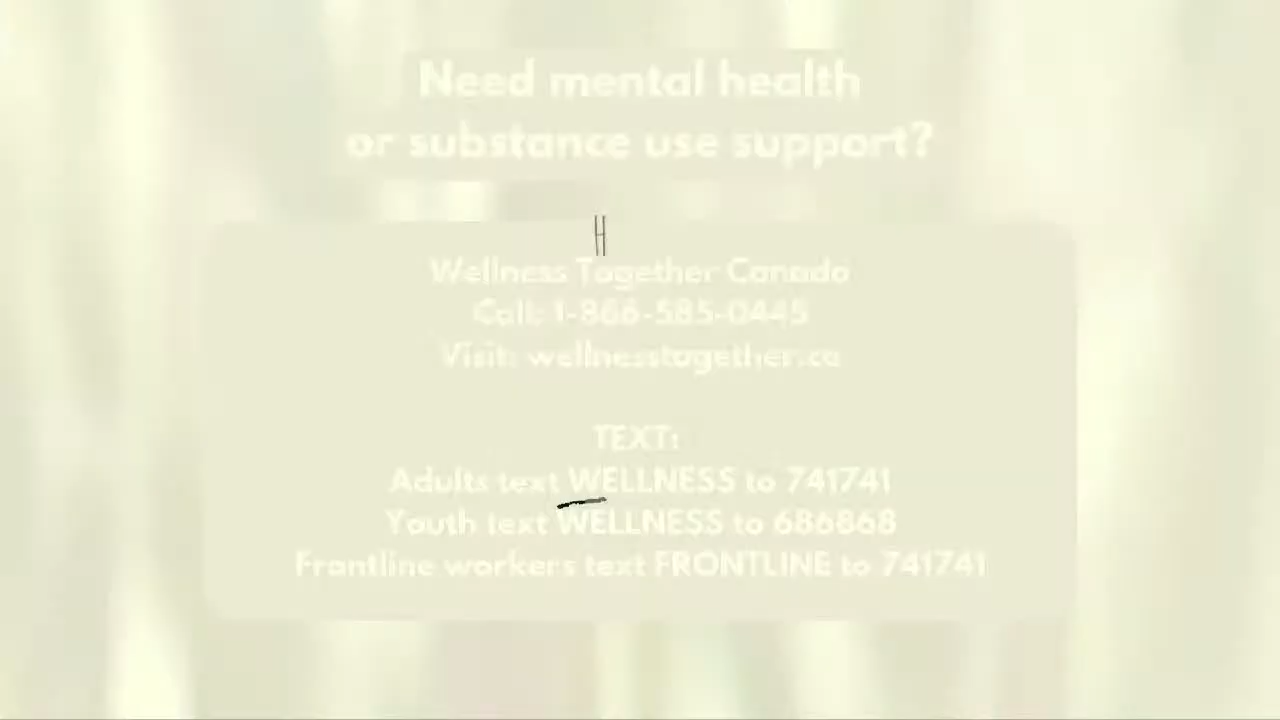 Need mental health
or substance use support?
H
Wellness Together Canada
Call: 1-866-585-0445
Visit: wellnesstogether.ca
TEXT:
Adults text WELLNESS to 741741
Youth text WELLNESS to 686868
Frontline workers text FRONTLINE to 741741